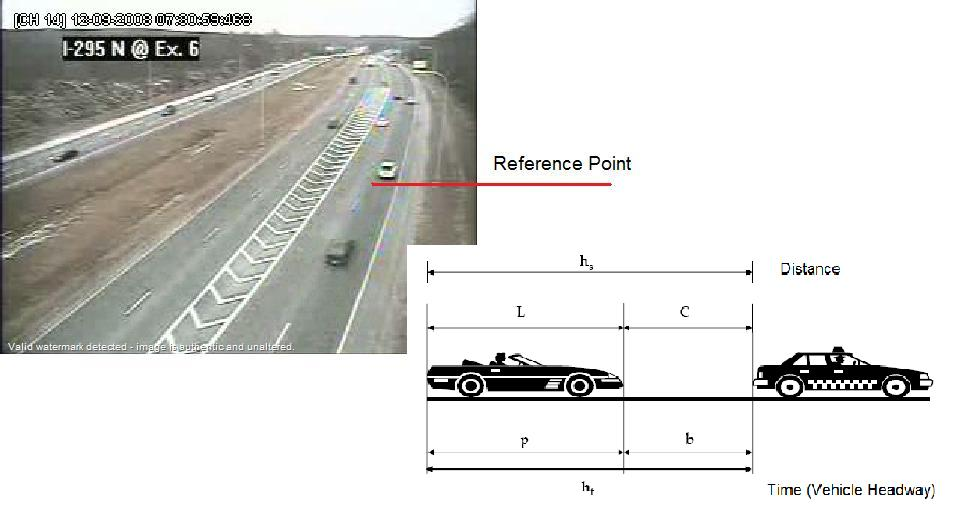 [CH 14] 12-09-2008 07:30:59:468
I-295 N @ Ex. 6
Reference Point
Valid watermark detected - image is authentic and unaltered.
hs
Distance
L
C
p
b
ht
Time (Vehicle Headway)